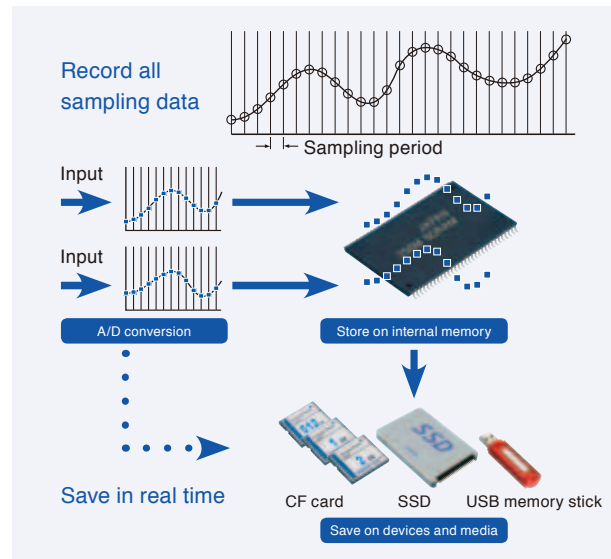 Record all
sampling data
Sampling period
Input
Input
A/D conversion
Store on internal memory
SSD
CF card
SSD
USB memory stick
Save in real time
Save on devices and media